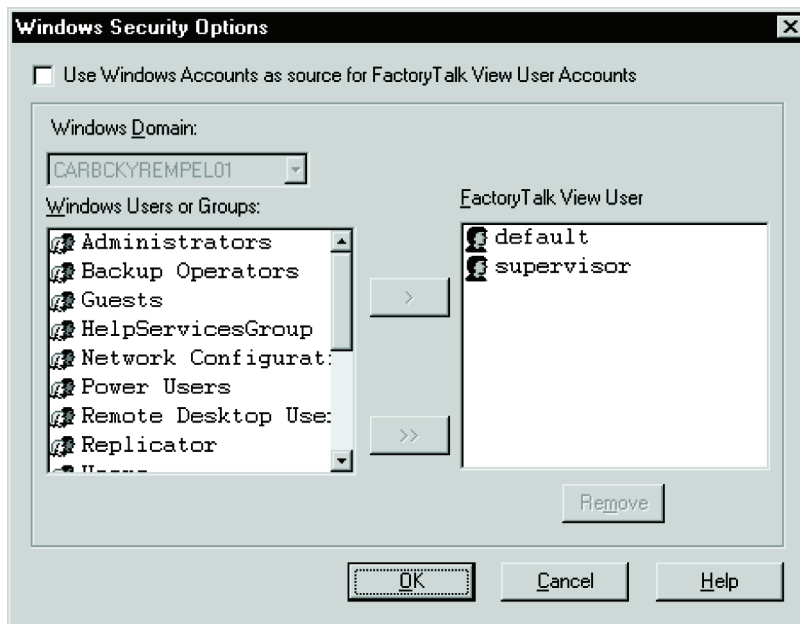 Windows Security Options
Use Windows Accounts as source for FactoryTalk View User Accounts
Windows Domain:
CARBCKYREMPEL01
Windows Users or Groups:
Administrators
Backup Operators
Guests
HelpServicesGroup
Network Configurati
Power Users
Remote Desktop Use
Replicator
Users
>
>>
FactoryTalk View User
default
supervisor
Remove
OK
Cancel
Help